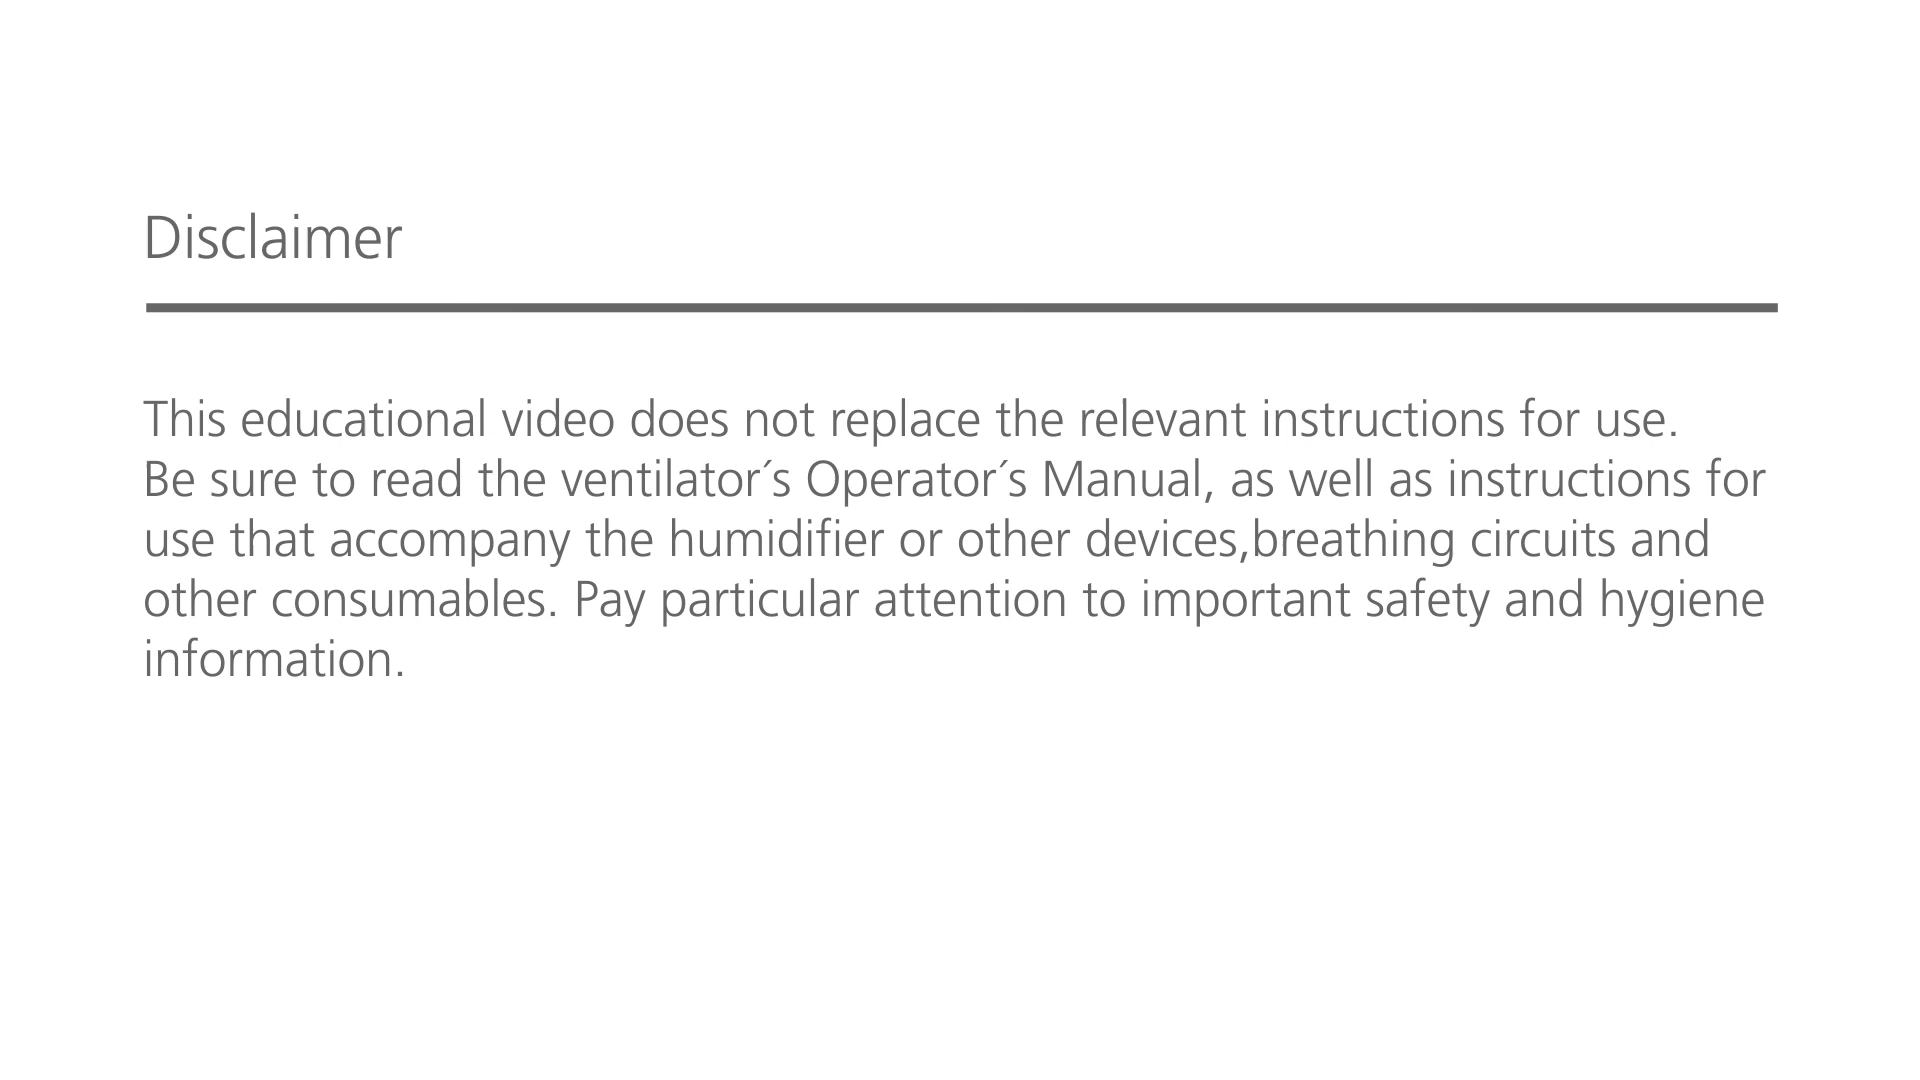 Disclaimer
This educational video does not replace the relevant instructions for use.
Be sure to read the ventilator´s Operator´s Manual, as well as instructions for
use that accompany the humidifier or other devices,breathing circuits and
other consumables. Pay particular attention to important safety and hygiene
information.